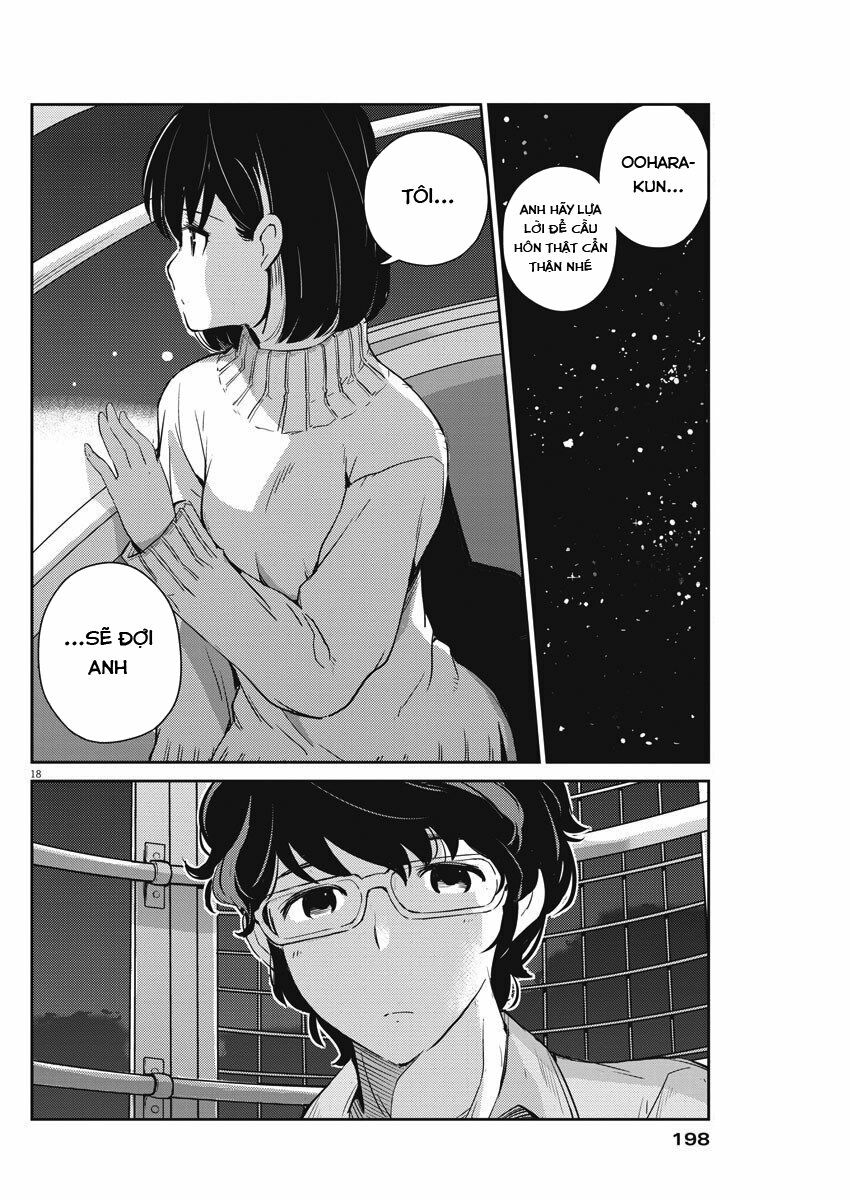 OOHARA-
KUN...
ANH HÃY LỰA
LỜI ĐỂ CẦU
HÔN THẬT CẨN
THẬN NHÉ
TÔI...
...SẼ ĐỢI
ANH
18
198